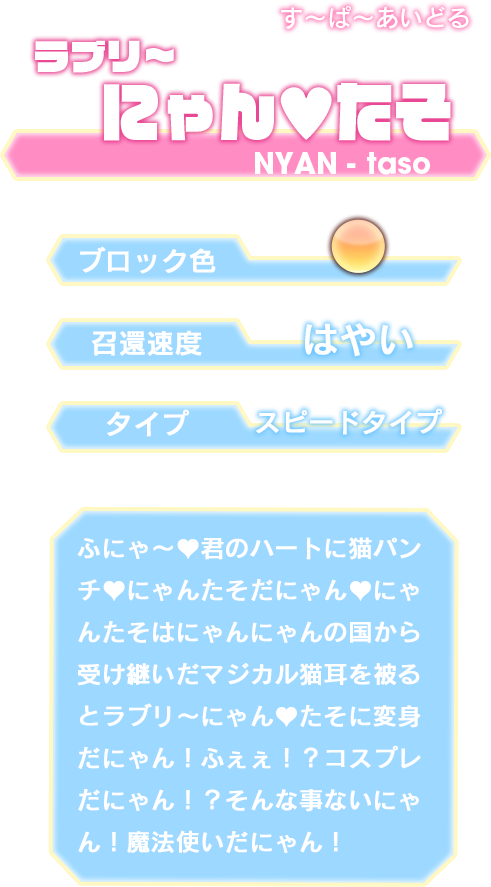 す～ぱ～あいどる
ラブリ～
にゃん♥たそ
NYAN - taso
ブロック色
召還速度
はやい
タイプ
スピードタイプ
ふにゃ～♥君のハートに猫パン
チ♥にゃんたそだにゃん♥にゃ
んたそはにゃんにゃんの国から
受け継いだマジカル猫耳を被る
とラブリ～にゃん♥たそに変身
だにゃん！ふぇぇ！？コスプレ
だにゃん！？そんな事ないにゃ
ん！魔法使いだにゃん！